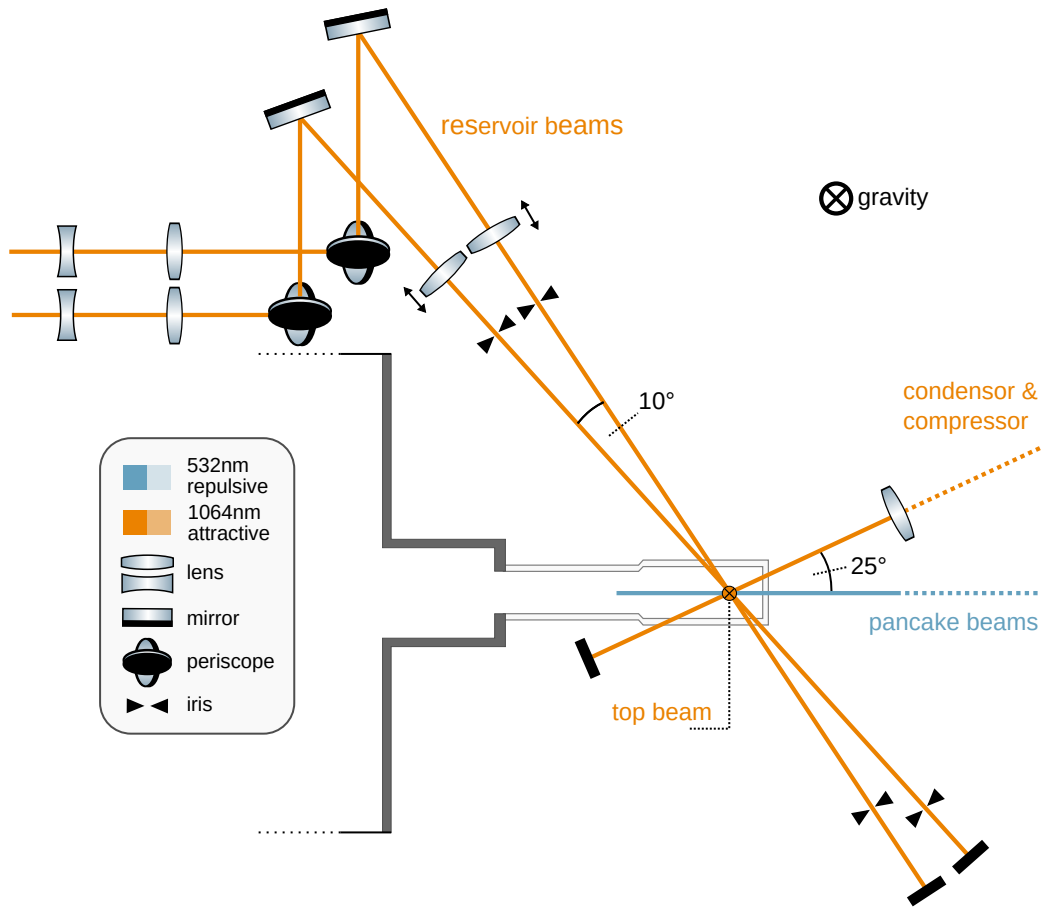 reservoir beams
gravity
10°
condensor &
compressor
532nm
repulsive
1064nm
attractive
lens
mirror
periscope
iris
25°
pancake beams
top beam